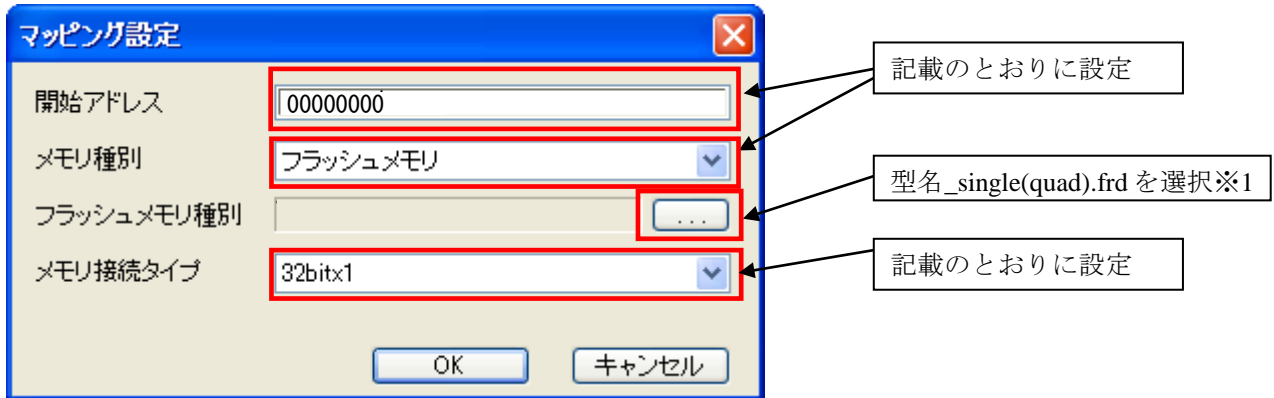 マッピング設定
開始アドレス
00000000
メモリ種別
フラッシュメモリ
フラッシュメモリ種別
...
メモリ接続タイプ
32bitx1
OK
キャンセル
記載のとおりに設定
型名_single(quad).frd を選択※1
記載のとおりに設定